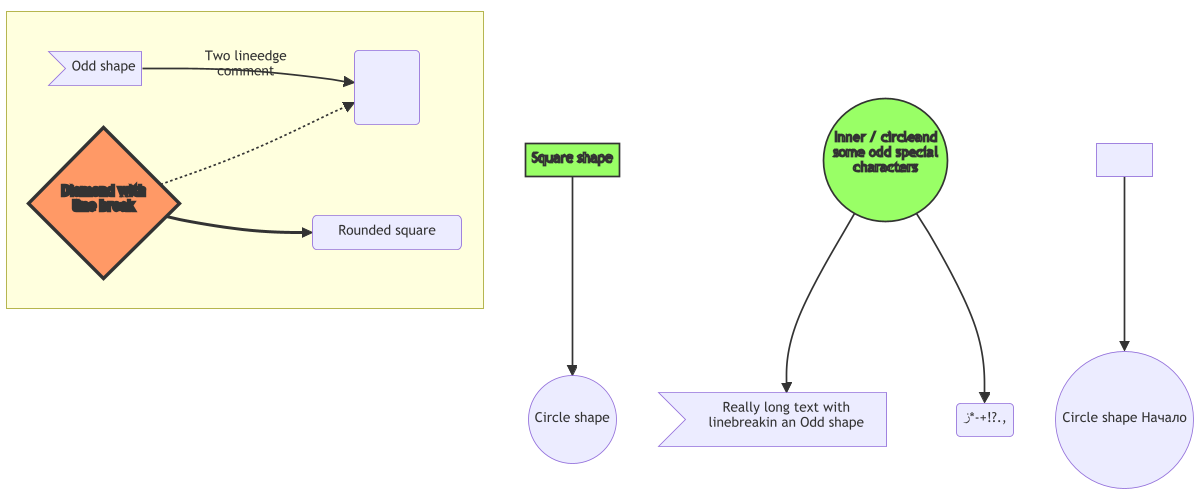 Odd shape
Two lineedge
comment
Diamond with
line break
Rounded square
Square shape
Circle shape
Inner / circleand
some odd special
characters
Really long text with
linebreakin an Odd shape
,.?!+-*ز
Circle shape Начало